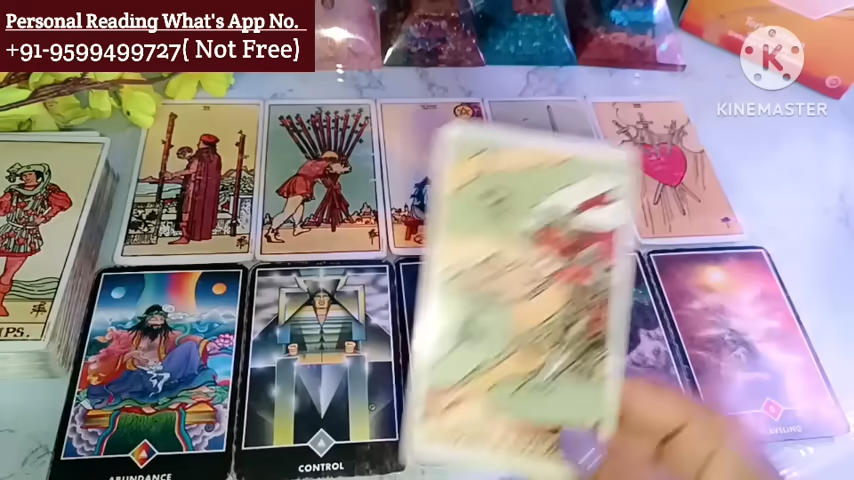 Personal Reading What's App No.
+91-9599499727( Not Free)
K
KINEMASTER
PS.
ABUNDANCE
CONTROL